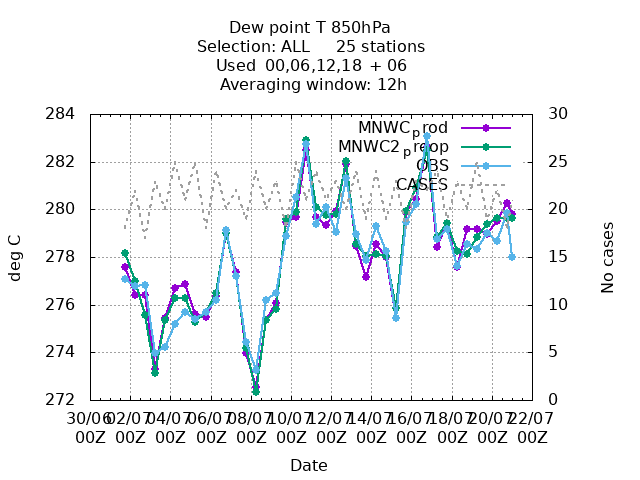 Dew point T 850hPa
Selection: ALL 25 stations
Used 00,06,12,18 + 06
Averaging window: 12h
284
282
280
278
276
274
272
30
25
20
15
10
5
0
deg C
No cases
MNWCprod
MNWC2preop
OBS
CASES
30/06 02/07 04/07 06/07 08/07 10/07 12/07 14/07 16/07 18/07 20/07 22/07
00Z 00Z 00Z 00Z 00Z 00Z 00Z 00Z 00Z 00Z 00Z 00Z
Date